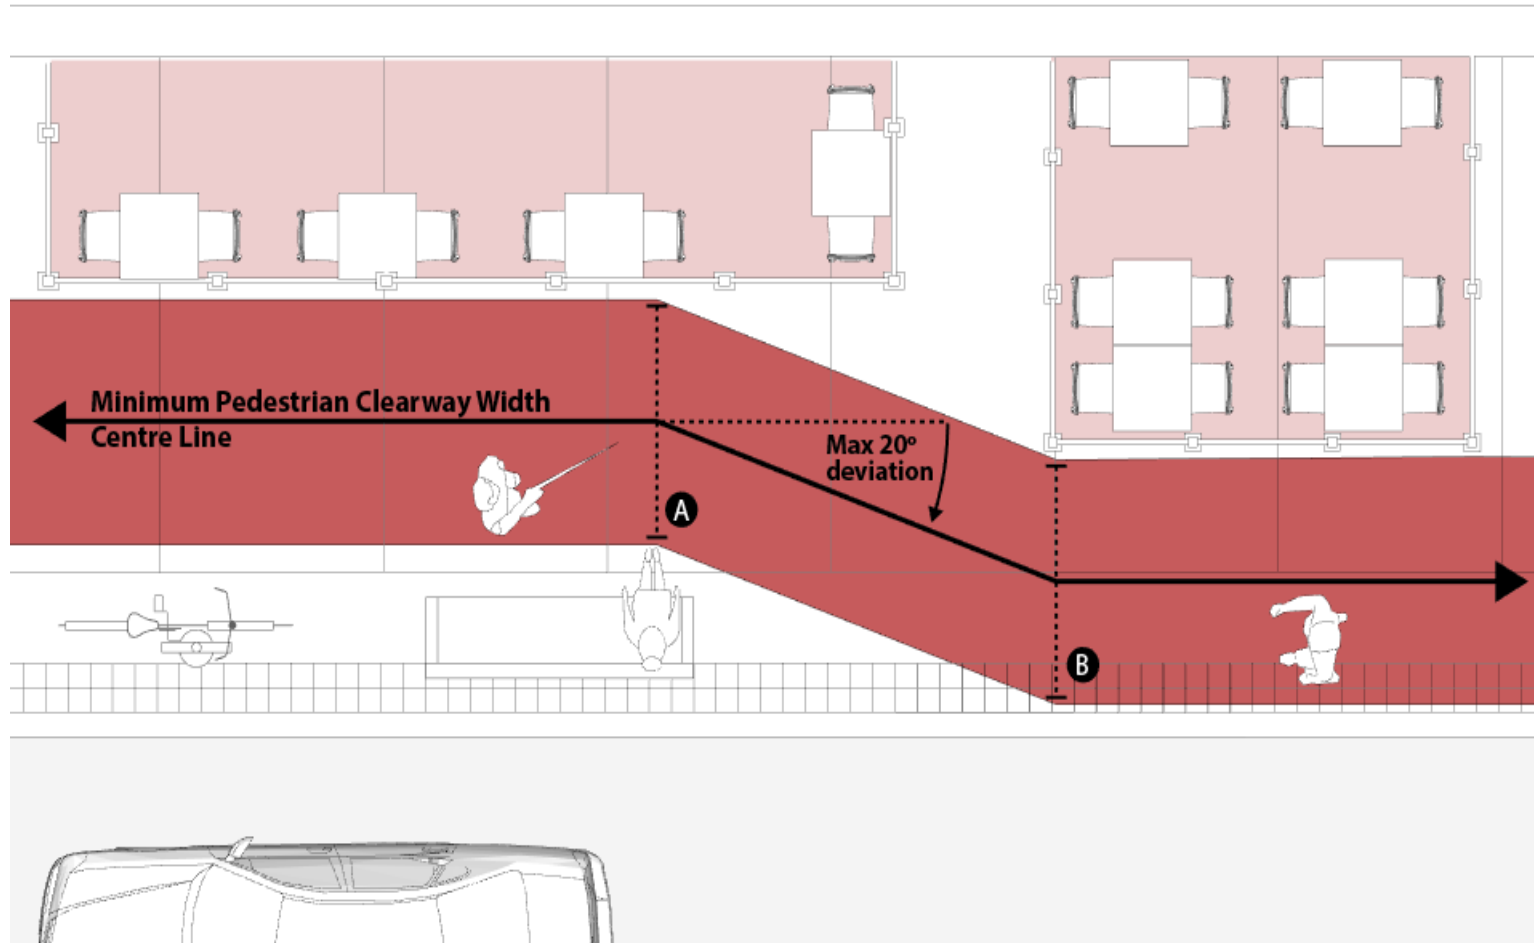 Minimum Pedestrian Clearway Width
Centre Line
Max 20º
deviation
A
B